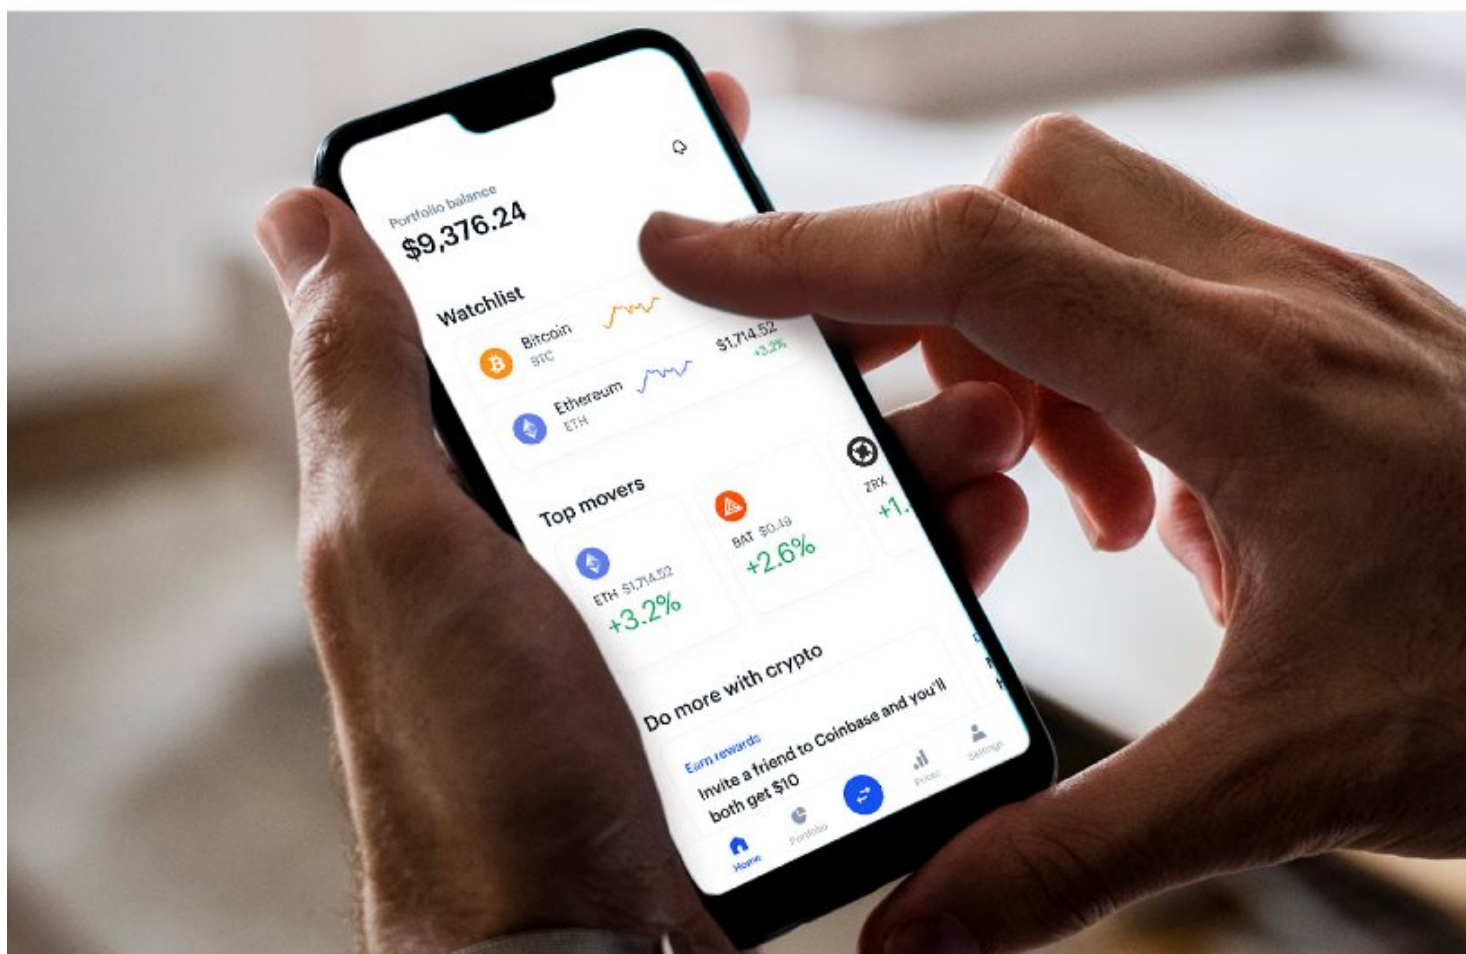 Portfolio balance
$9,376.24
Watchlist
Bitcoin
BTC
Ethereum
ETH
$1,714.52
+3.2%
Top movers
ETH $1,714.52
+3.2%
BAT $0.49
+2.6%
ZRX
+1.
Do more with crypto
Earn rewards
Invite a friend to Coinbase and you'll
both get $10
Home
Portfolio
Prices
Settings